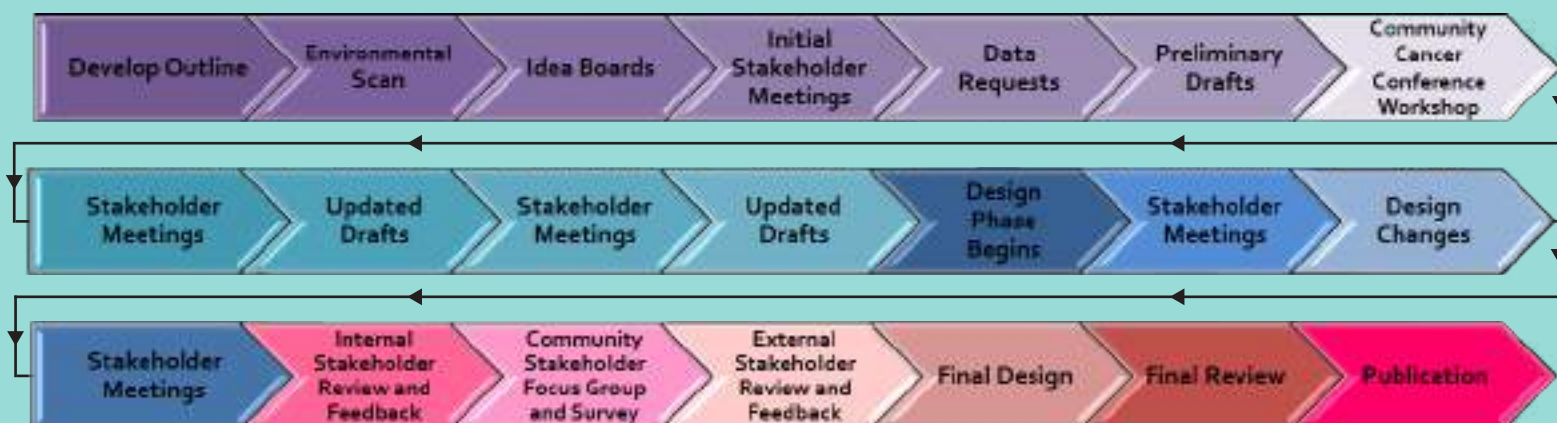 Develop Outline
Environmental
Scan
Idea Boards
Initial
Stakeholder
Meetings
Data
Requests
Preliminary
Drafts
Community
Cancer
Conference
Workshop
Stakeholder
Meetings
Updated
Drafts
Stakeholder
Meetings
Updated
Drafts
Design
Phase
Begins
Stakeholder
Meetings
Design
Changes
Stakeholder
Meetings
Internal
Stakeholder
Review and
Feedback
Community
Stakeholder
Focus Group
and Survey
External
Stakeholder
Review and
Feedback
Final Design
Final Review
Publication